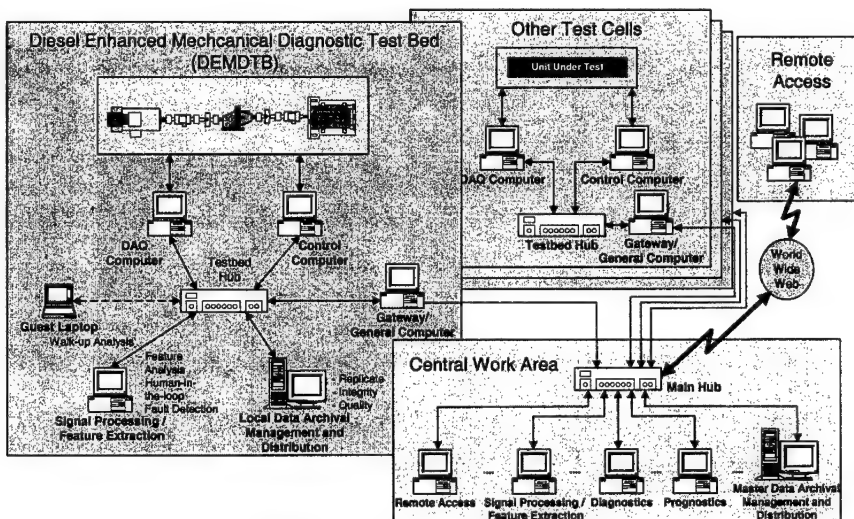 Diesel Enhanced Mechcanical Diagnostic Test Bed
(DEMDTB)
DAQ
Computer
Control
Computer
Testbed
Hub
Guest Laptop
Walk-up Analysis
Gateway/
General Computer
Feature
Analysis
Human-in-
the-loop
Fault Detection
Signal Processing /
Feature Extraction
Replicate
Integrity
Quality
Local Data Archival
Management and
Distribution
Other Test Cells
Unit Under Test
DAQ Computer
Control Computer
Testbed Hub
Gateway/
General Computer
Remote
Access
World
Wide
Web
Central Work Area
Main Hub
Remote Access
Signal Processing /
Feature Extraction
Diagnostics
Prognostics
Master Data Archival
Management and
Distribution